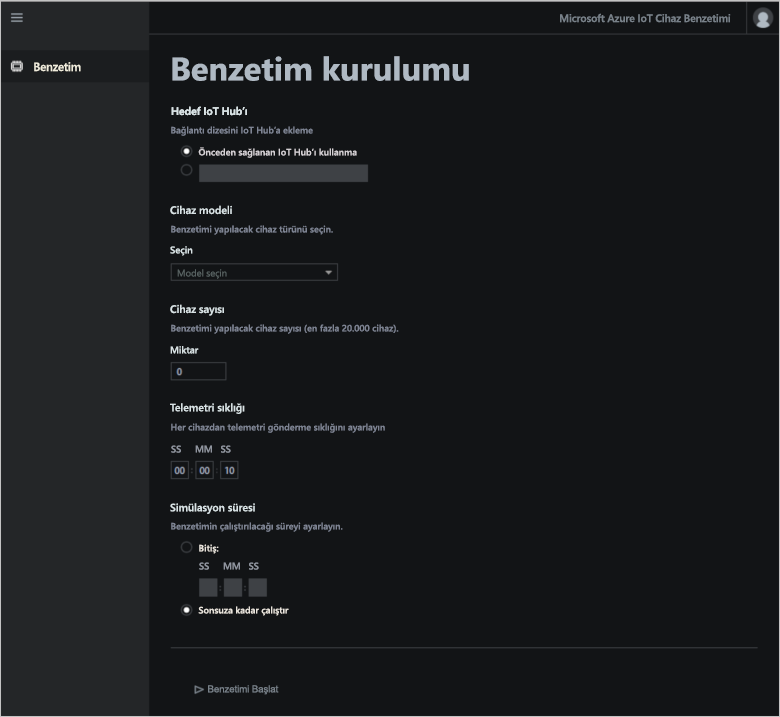 Microsoft Azure IoT Cihaz Benzetimi
Benzetim
Benzetim kurulumu
Hedef IoT Hub'ı
Bağlantı dizesini IoT Hub'a ekleme
Önceden sağlanan IoT Hub'ı kullanma
Cihaz modeli
Benzetimi yapılacak cihaz türünü seçin.
Seçin
Model seçin
Cihaz sayısı
Benzetimi yapılacak cihaz sayısı (en fazla 20.000 cihaz).
Miktar
0
Telemetri sıklığı
Her cihazdan telemetri gönderme sıklığını ayarlayın
SS MM SS
00 : 00 : 10
Simülasyon süresi
Benzetimin çalıştırılacağı süreyi ayarlayın.
Bitiş:
SS MM SS
: :
Sonsuza kadar çalıştır
Benzetimi Başlat